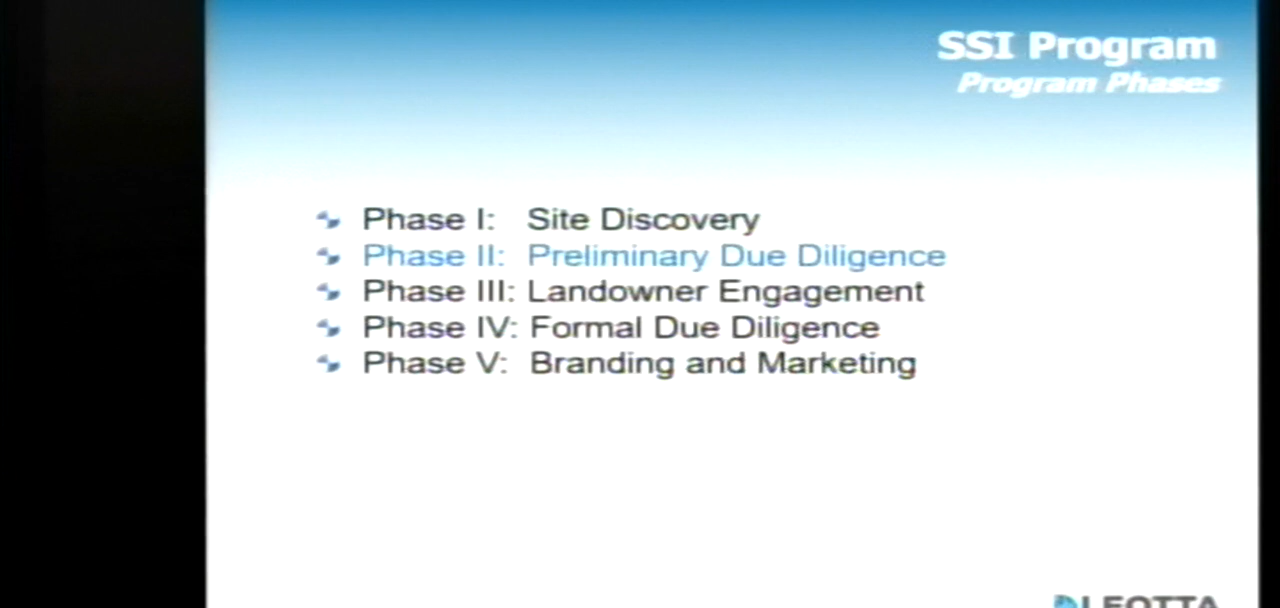 SSI Program
Program Phases
Phase I: Site Discovery
Phase II: Preliminary Due Diligence
Phase III: Landowner Engagement
Phase IV: Formal Due Diligence
Phase V: Branding and Marketing
LEOTTA